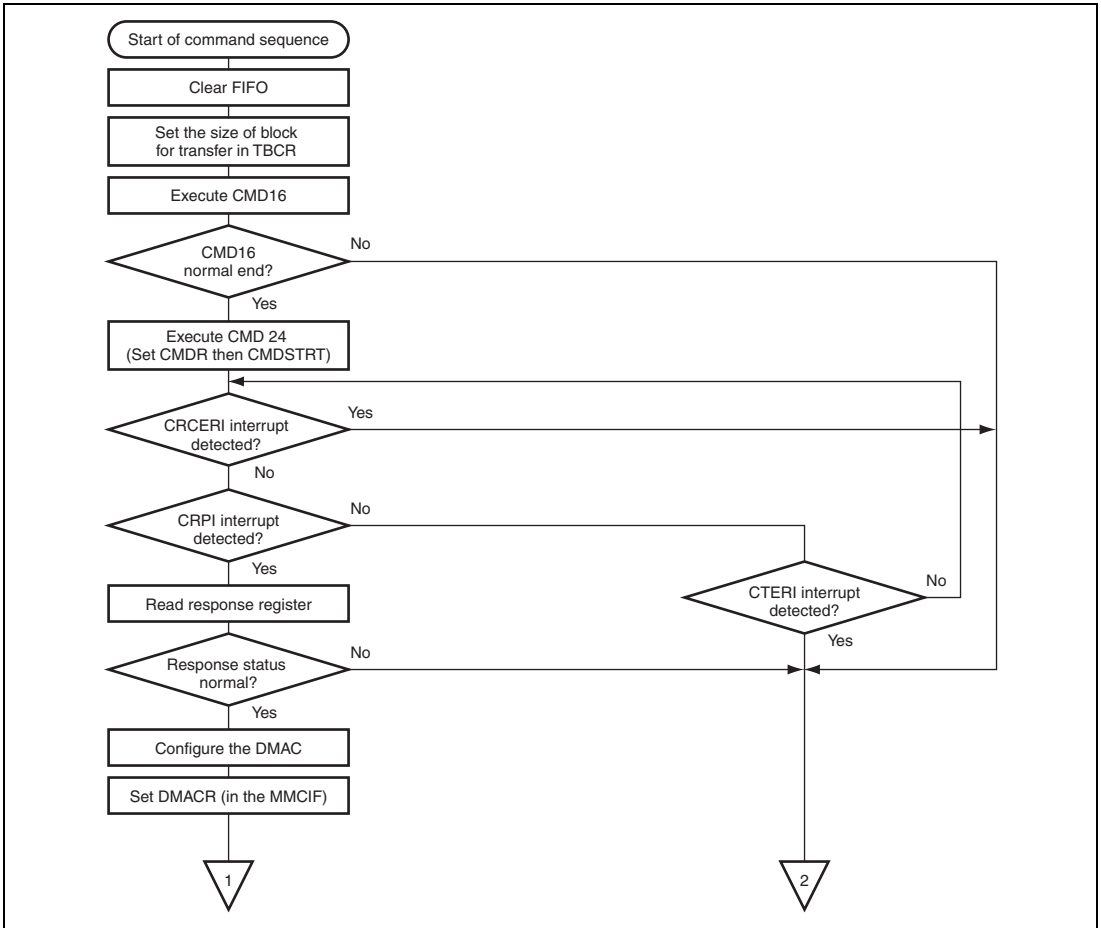 Start of command sequence
Clear FIFO
Set the size of block
for transfer in TBCR
Execute CMD16
CMD16
normal end?
No
Yes
Execute CMD 24
(Set CMDR then CMDSTRT)
CRCERI interrupt
detected?
Yes
No
CRPI interrupt
detected?
No
Yes
CTERI interrupt
detected?
No
Yes
Read response register
Response status
normal?
No
Yes
Configure the DMAC
Set DMACR (in the MMCIF)
1
2